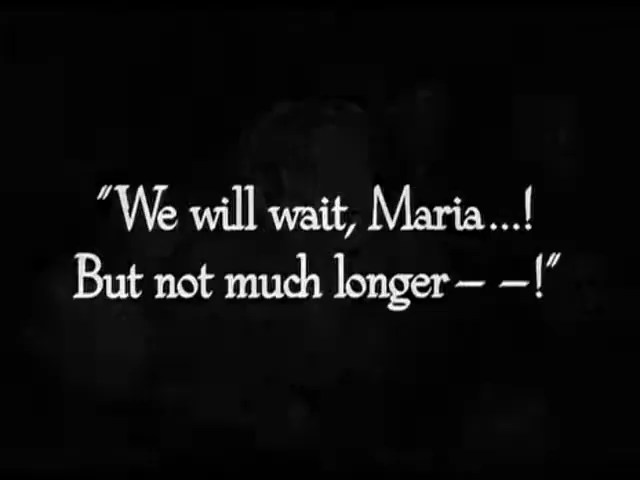 "We will wait, Maria...!
But not much longer — —!"